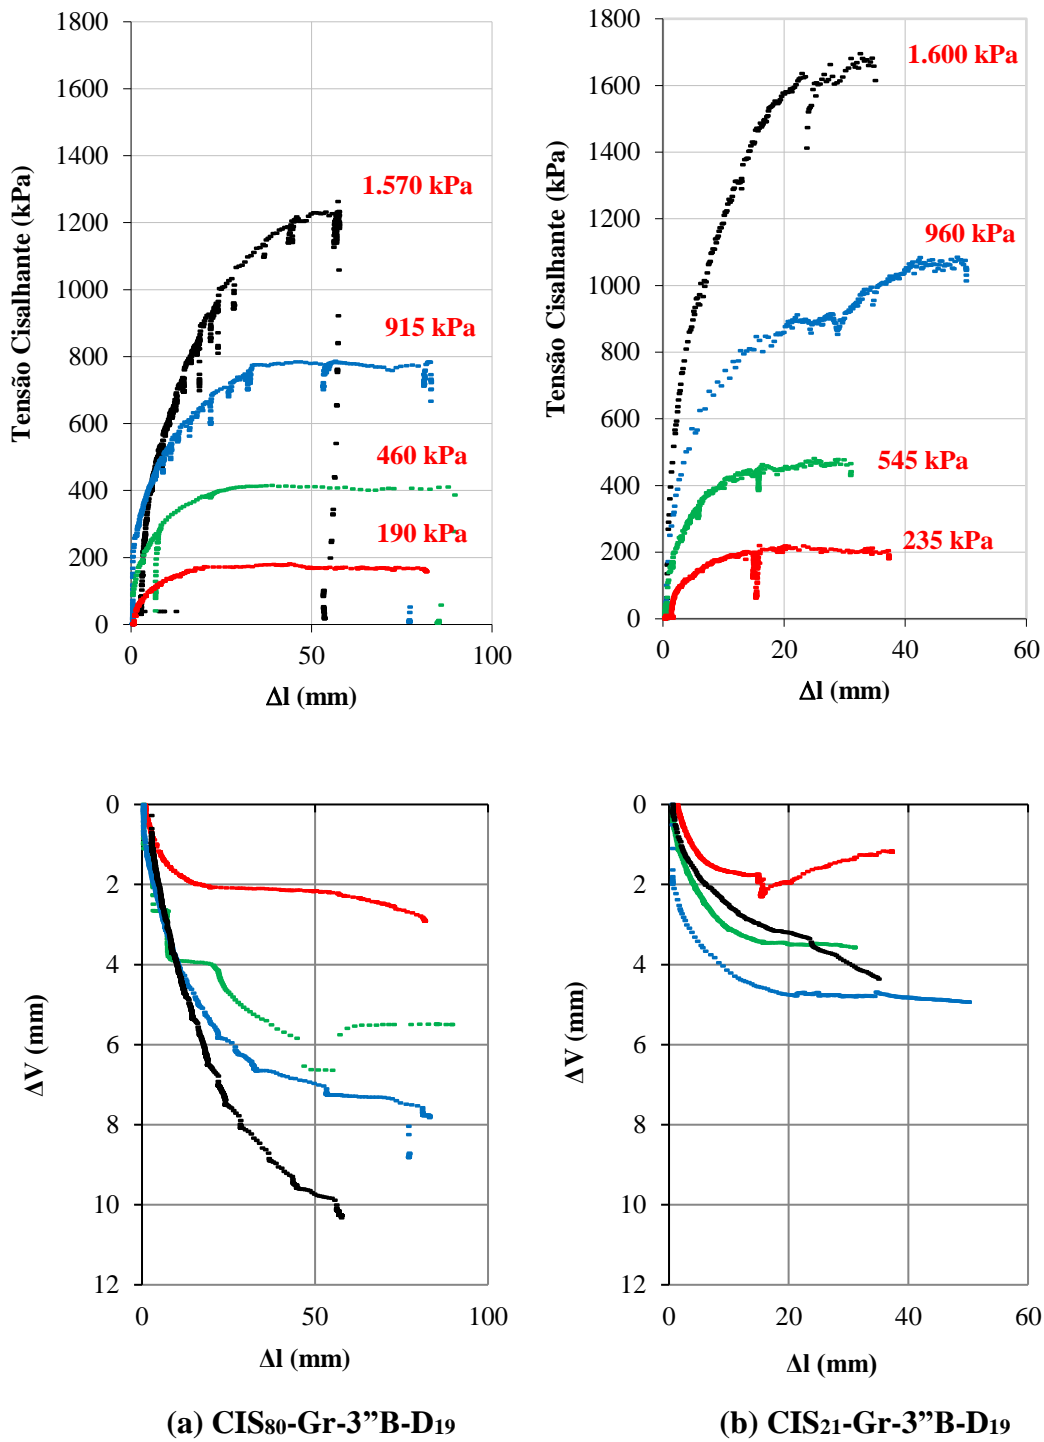 1800
1600
1400
1200
1000
800
600
400
200
0
Tensão Cisalhante (kPa)
1.570 kPa
915 kPa
460 kPa
190 kPa
0 50 100
Δl (mm)
1800
1600
1400
1200
1000
800
600
400
200
0
Tensão Cisalhante (kPa)
1.600 kPa
960 kPa
545 kPa
235 kPa
0 20 40 60
Δl (mm)
0
2
4
6
8
10
12
ΔV (mm)
0 50 100
Δl (mm)
0
2
4
6
8
10
12
ΔV (mm)
0 20 40 60
Δl (mm)
(a) CIS80-Gr-3”B-D19
(b) CIS21-Gr-3”B-D19